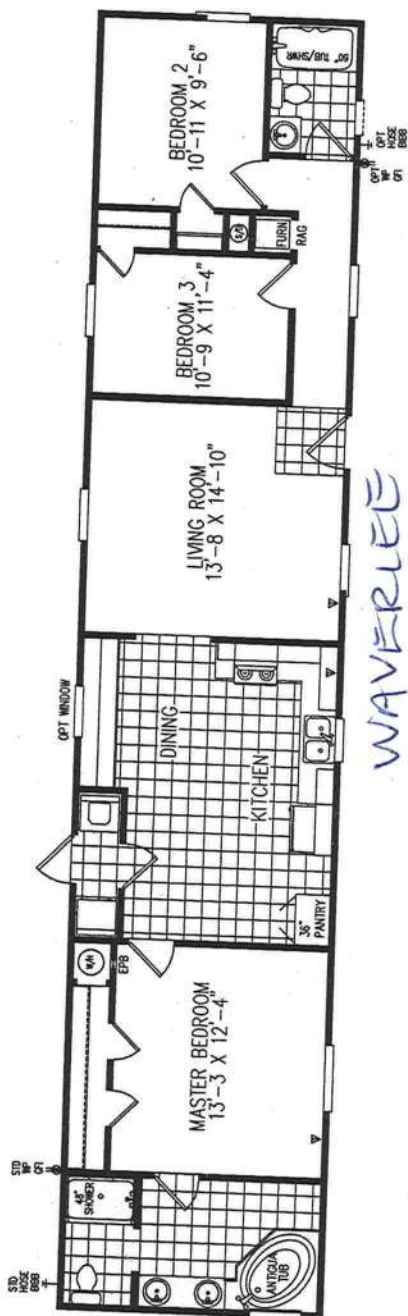 STD
HOSE
BIBB
STD
WP
GFI
48"
SHOWER
ANTIGUA
TUB
MASTER BEDROOM
13'-3 X 12'-4"
W/H
EPB
36"
PANTRY
KITCHEN
DINING
OPT WINDOW
LIVING ROOM
13'-8 X 14'-10"
BEDROOM 3
10'-9 X 11'-4"
FURN
RAG
BEDROOM 2
10'-11 X 9'-6"
60" TUB/SHWR
OPT
WP
GFI
OPT
HOSE
BIBB
WAVERLEE